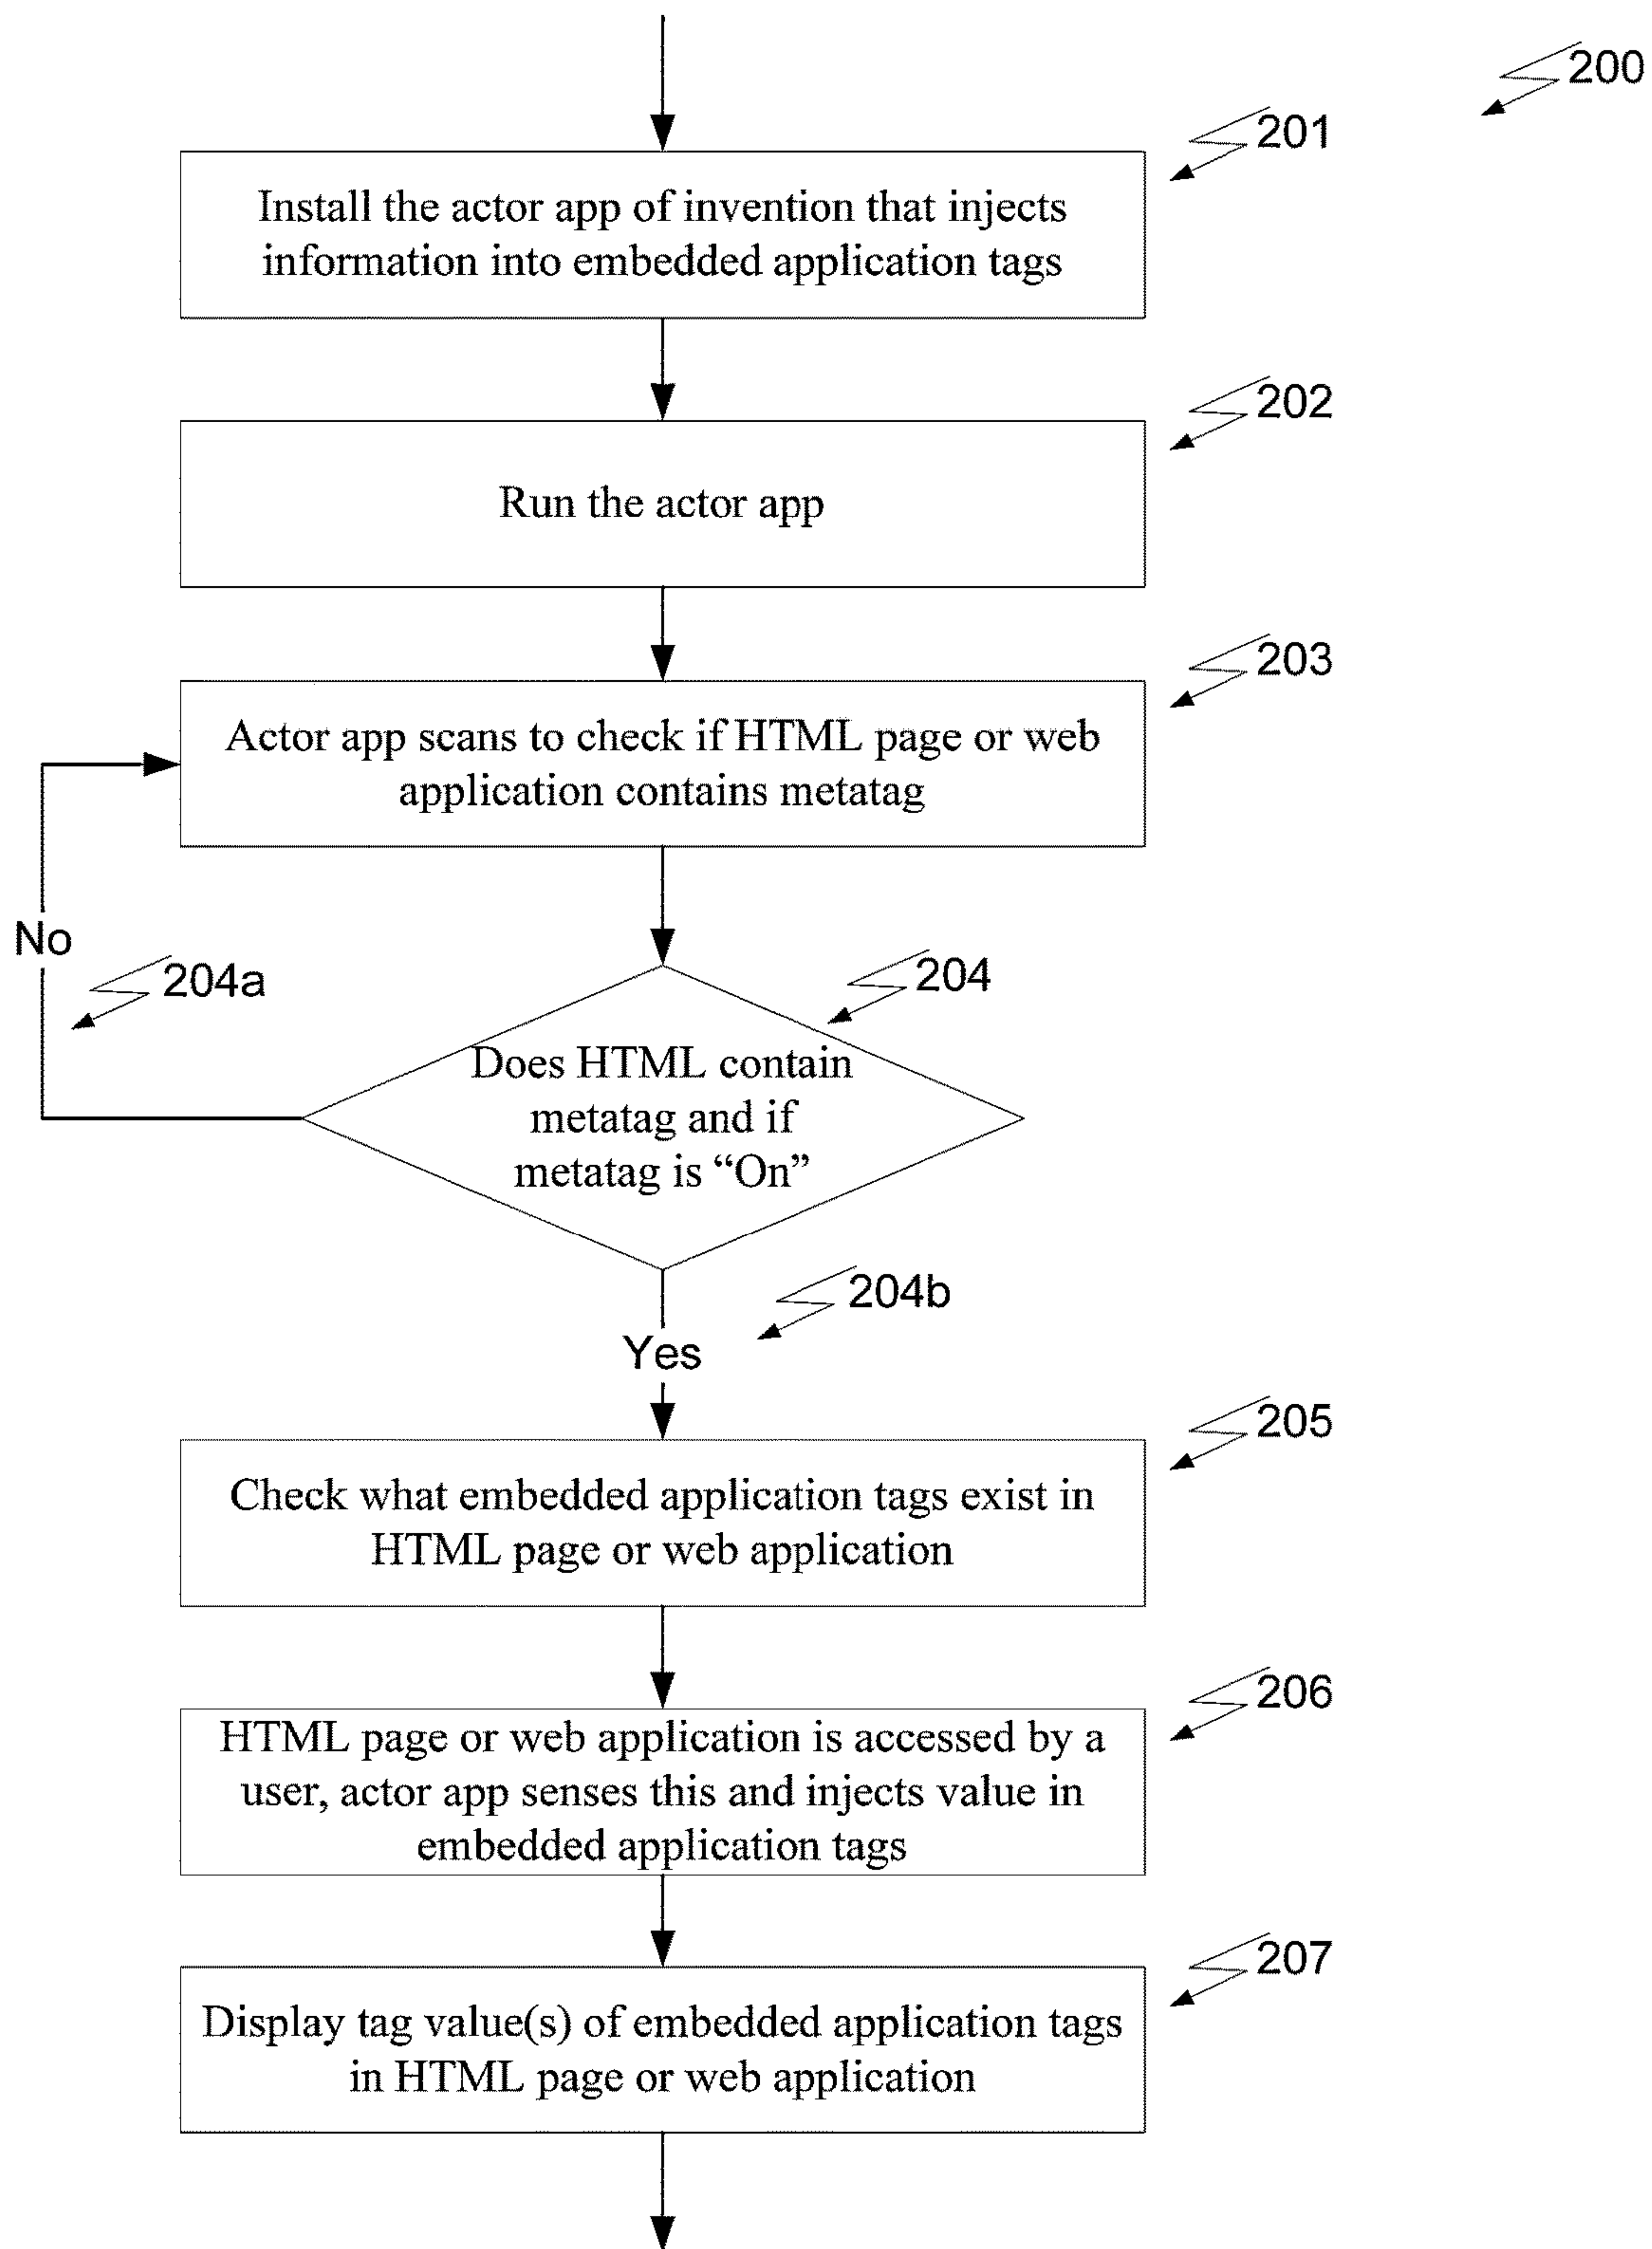 200
201
Install the actor app of invention that injects
information into embedded application tags
202
Run the actor app
203
Actor app scans to check if HTML page or web
application contains metatag
No
204a
204
Does HTML contain
metatag and if
metatag is “On”
204b
Yes
205
Check what embedded application tags exist in
HTML page or web application
206
HTML page or web application is accessed by a
user, actor app senses this and injects value in
embedded application tags
207
Display tag value(s) of embedded application tags
in HTML page or web application